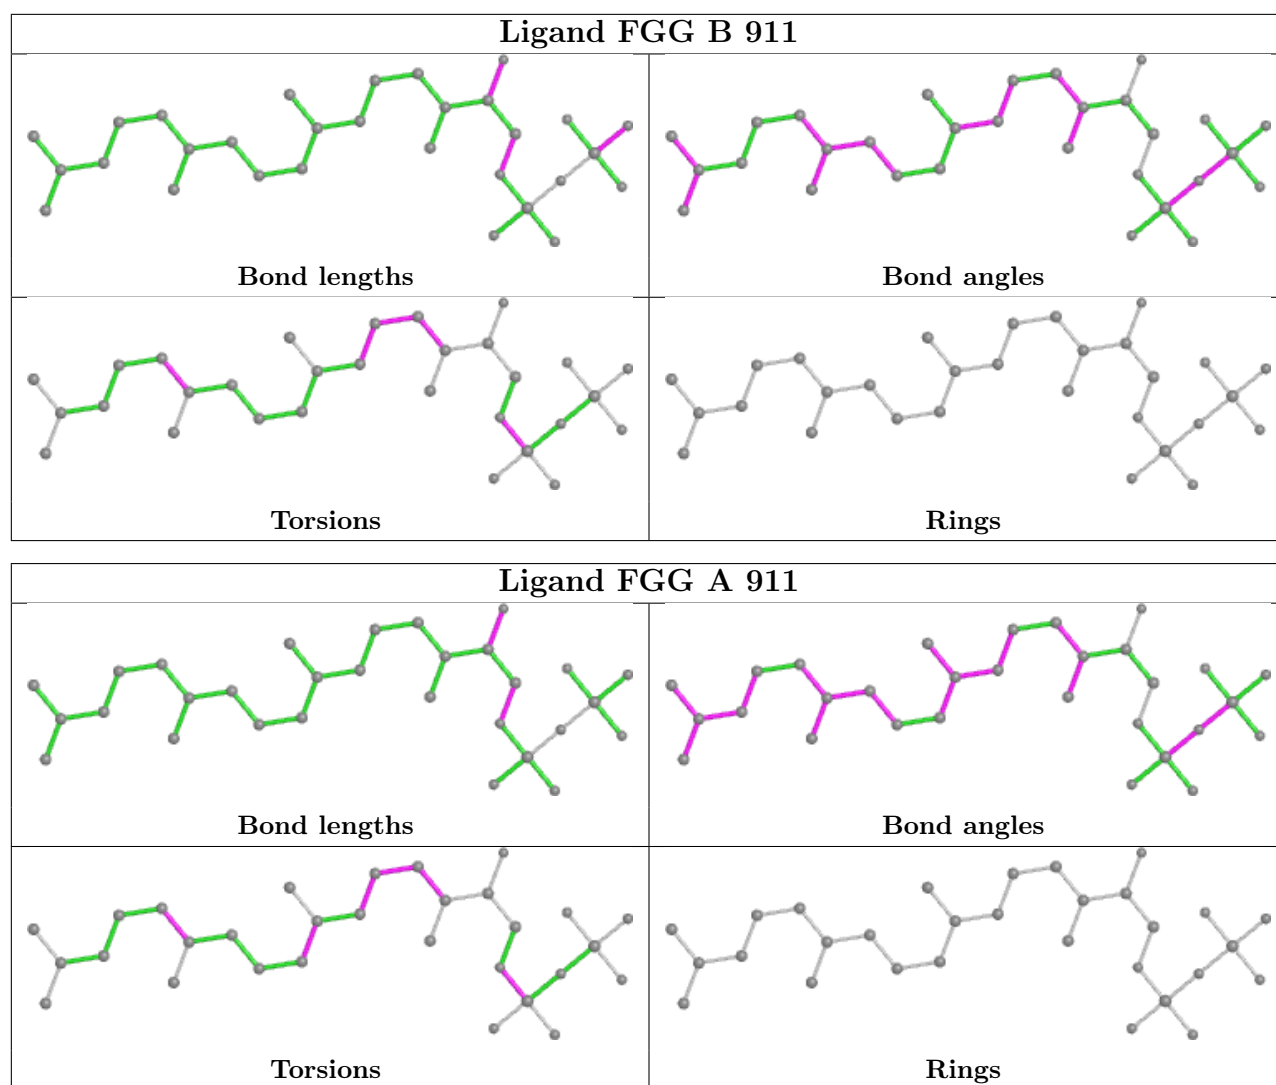 Ligand FGG B 911
Bond lengths
Bond angles
Torsions
Rings
Ligand FGG A 911
Bond lengths
Bond angles
Torsions
Rings